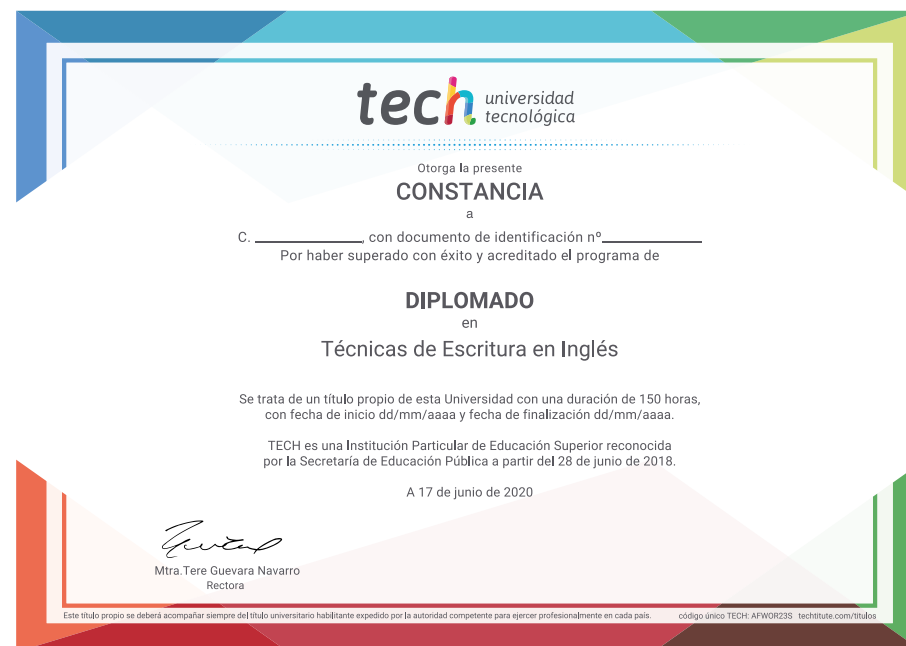 tech universidad
tecnológica
Otorga la presente
CONSTANCIA
a
C. ____________, con documento de identificación nº____________
Por haber superado con éxito y acreditado el programa de
DIPLOMADO
en
Técnicas de Escritura en Inglés
Se trata de un título propio de esta Universidad con una duración de 150 horas,
con fecha de inicio dd/mm/aaaa y fecha de finalización dd/mm/aaaa.
TECH es una Institución Particular de Educación Superior reconocida
por la Secretaría de Educación Pública a partir del 28 de junio de 2018.
A 17 de junio de 2020
Mtra.Tere Guevara Navarro
Rectora
Este título propio se deberá acompañar siempre del título universitario habilitante expedido por la autoridad competente para ejercer profesionalmente en cada país. código único TECH: AFWOR23S techtitute.com/titulos